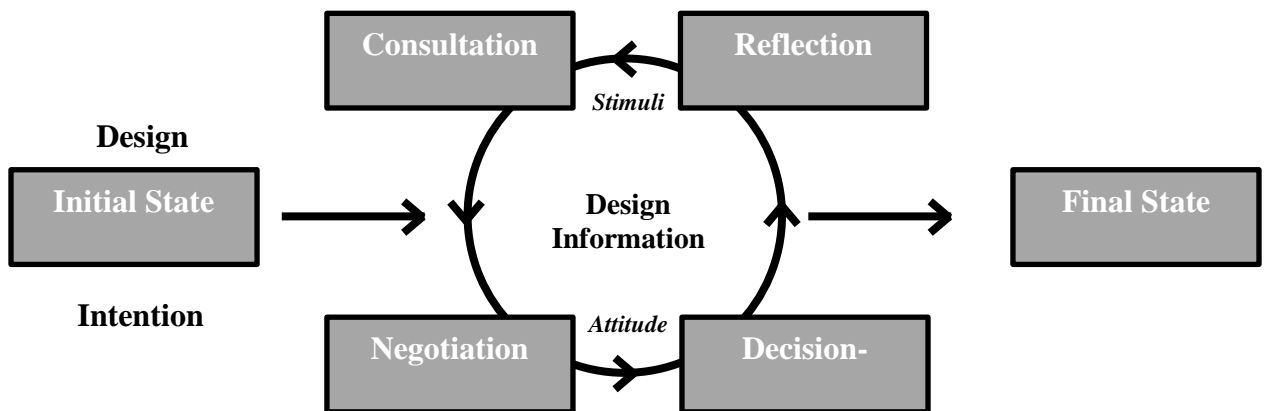 Consultation
Reflection
Stimuli
Design
Initial State
Intention
Design
Information
Final State
Negotiation
Attitude
Decision-